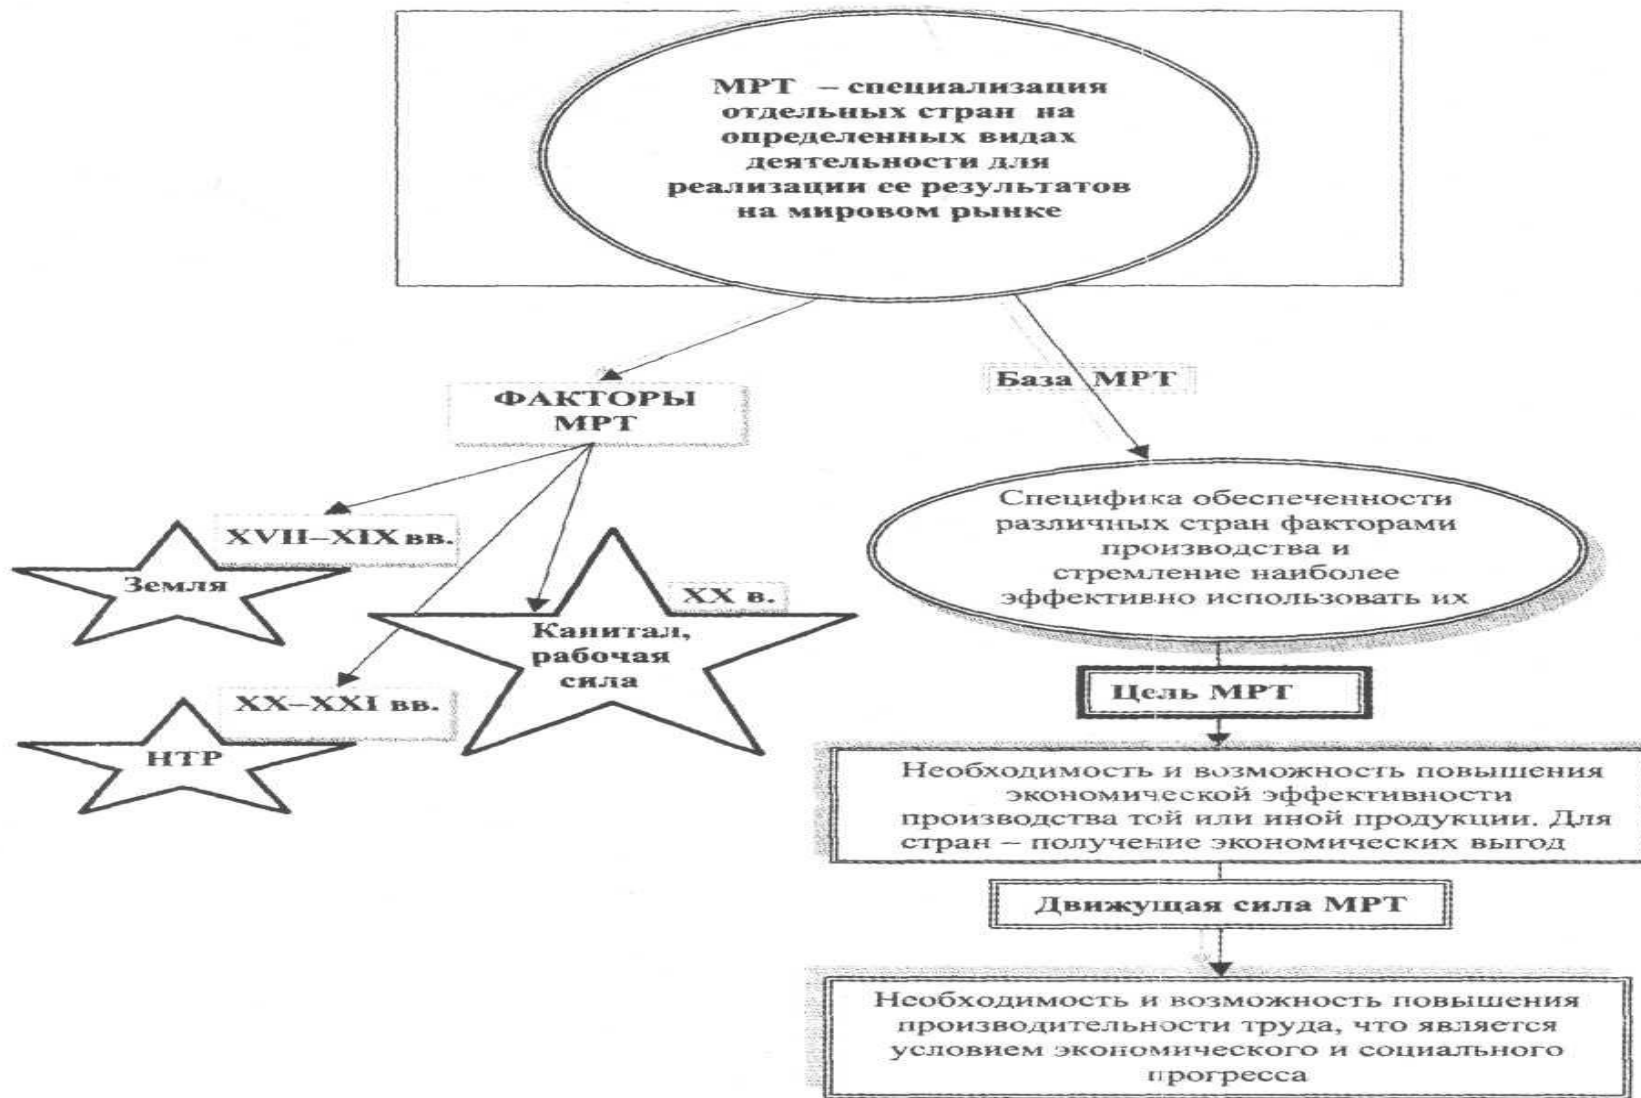 МРТ – специализация
отдельных стран на
определенных видах
деятельности для
реализации ее результатов
на мировом рынке
ФАКТОРЫ
МРТ
База МРТ
XVII–XIX вв.
Земля
XX в.
Капитал,
рабочая
сила
XX–XXI вв.
НТР
Специфика обеспеченности
различных стран факторами
производства и
стремление наиболее
эффективно использовать их
Цель МРТ
Необходимость и возможность повышения
экономической эффективности
производства той или иной продукции. Для
стран – получение экономических выгод
Движущая сила МРТ
Необходимость и возможность повышения
производительности труда, что является
условием экономического и социального
прогресса